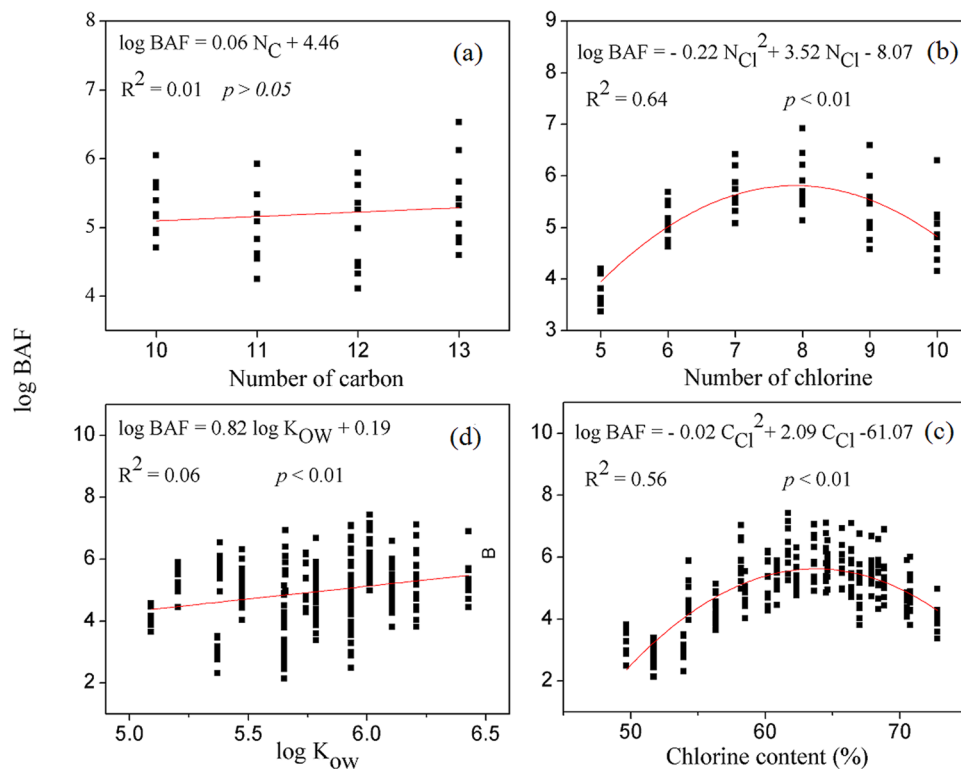 log BAF
8
7
6
5
4
log BAF = 0.06 N_C + 4.46
(a)
R^2 = 0.01 p > 0.05
10 11 12 13
Number of carbon
9
8
7
6
5
4
3
log BAF = - 0.22 N_Cl^2 + 3.52 N_Cl - 8.07
(b)
R^2 = 0.64 p < 0.01
5 6 7 8 9 10
Number of chlorine
10
8
6
4
2
log BAF = 0.82 log K_OW + 0.19
(d)
R^2 = 0.06 p < 0.01
B
5.0 5.5 6.0 6.5
log K_ow
10
8
6
4
2
log BAF = - 0.02 C_Cl^2 + 2.09 C_Cl -61.07
(c)
R^2 = 0.56 p < 0.01
50 60 70
Chlorine content (%)